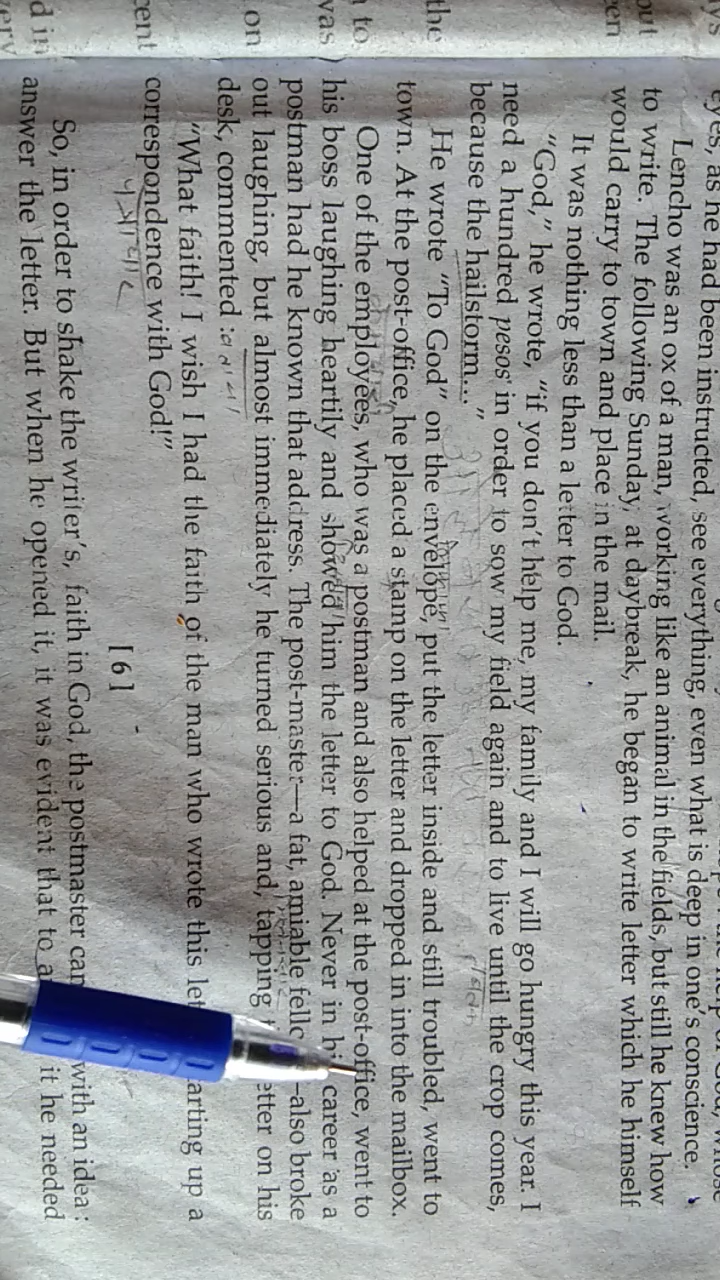 eyes, as he had been instructed, see everything, even what is deep in one's conscience.
Lencho was an ox of a man, working like an animal in the fields, but still he knew how
to write. The following Sunday, at daybreak, he began to write letter which he himself
would carry to town and place in the mail.
It was nothing less than a letter to God.
"God," he wrote, "if you don't help me, my family and I will go hungry this year. I
need a hundred pesos in order to sow my field again and to live until the crop comes,
because the hailstorm... "
He wrote "To God" on the envelope, put the letter inside and still troubled, went to
town. At the post-office, he placed a stamp on the letter and dropped in into the mailbox.
One of the employees, who was a postman and also helped at the post-office, went to
his boss laughing heartily and showed him the letter to God. Never in career as a
postman had he known that address. The post-master—a fat, amiable —also broke
out laughing, but almost immediately he turned serious and, tapping etter on his
desk, commented :
"What faith! I wish I had the faith of the man who wrote this let arting up a
correspondence with God!"
[6]
So, in order to shake the writer's, faith in God, the postmaster with an idea :
answer the letter. But when he opened it, it was evident that to it he needed